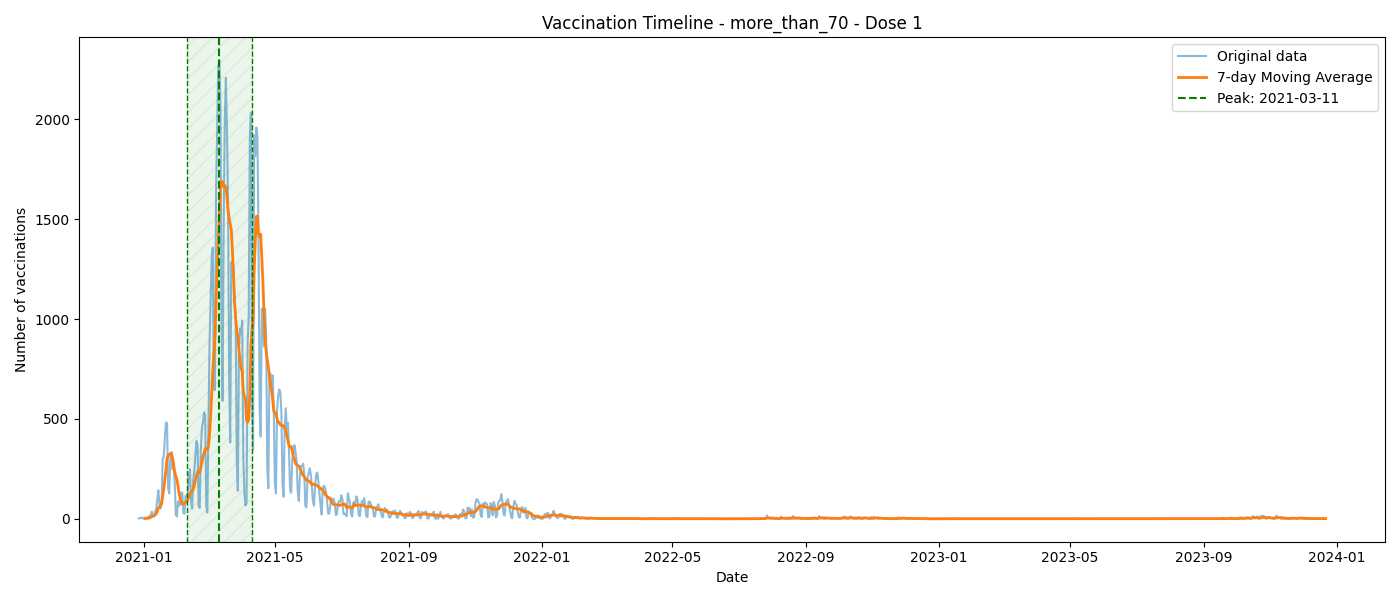 Vaccination Timeline - more_than_70 - Dose 1
Original data
7-day Moving Average
Peak: 2021-03-11
Number of vaccinations
2000
1500
1000
500
0
2021-01 2021-05 2021-09 2022-01 2022-05 2022-09 2023-01 2023-05 2023-09 2024-01
Date